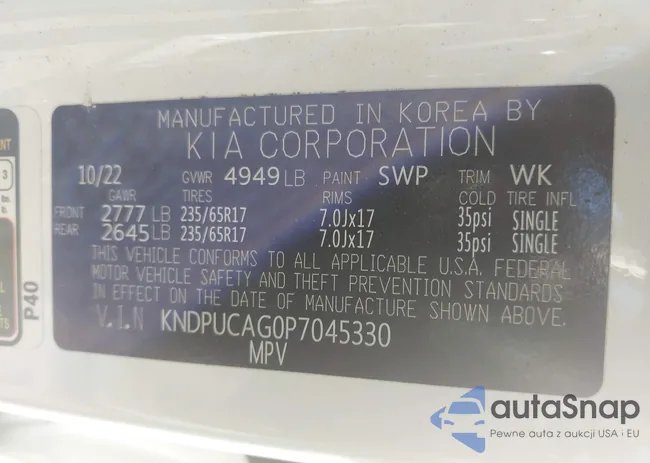 MANUFACTURED IN KOREA BY
KIA CORPORATION
10/22 GVWR 4949 LB PAINT SWP TRIM WK
GAWR TIRES RIMS COLD TIRE INFL
FRONT 2777 LB 235/65R17 7.0Jx17 35psi SINGLE
REAR 2645 LB 235/65R17 7.0Jx17 35psi SINGLE
THIS VEHICLE CONFORMS TO ALL APPLICABLE U.S.A. FEDERAL
MOTOR VEHICLE SAFETY AND THEFT PREVENTION STANDARDS
IN EFFECT ON THE DATE OF MANUFACTURE SHOWN ABOVE.
V.I.N KNDPUCAG0P7045330
MPV
P40
3
autaSnap
Pewne auta z aukcji USA i EU